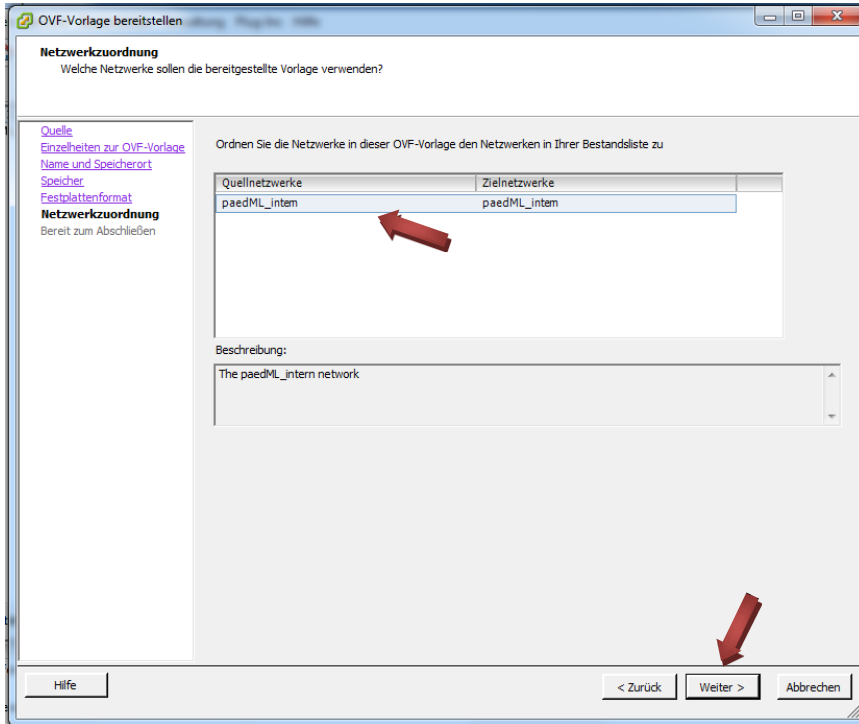 OVF-Vorlage bereitstellen
Netzwerkzuordnung
Welche Netzwerke sollen die bereitgestellte Vorlage verwenden?
Quelle
Einzelheiten zur OVF-Vorlage
Name und Speicherort
Speicher
Festplattenformat
Netzwerkzuordnung
Bereit zum Abschließen
Ordnen Sie die Netzwerke in dieser OVF-Vorlage den Netzwerken in Ihrer Bestandsliste zu
Quellnetzwerke Zielnetzwerke
paedML_intern paedML_intern
Beschreibung:
The paedML_intern network
Hilfe < Zurück Weiter > Abbrechen